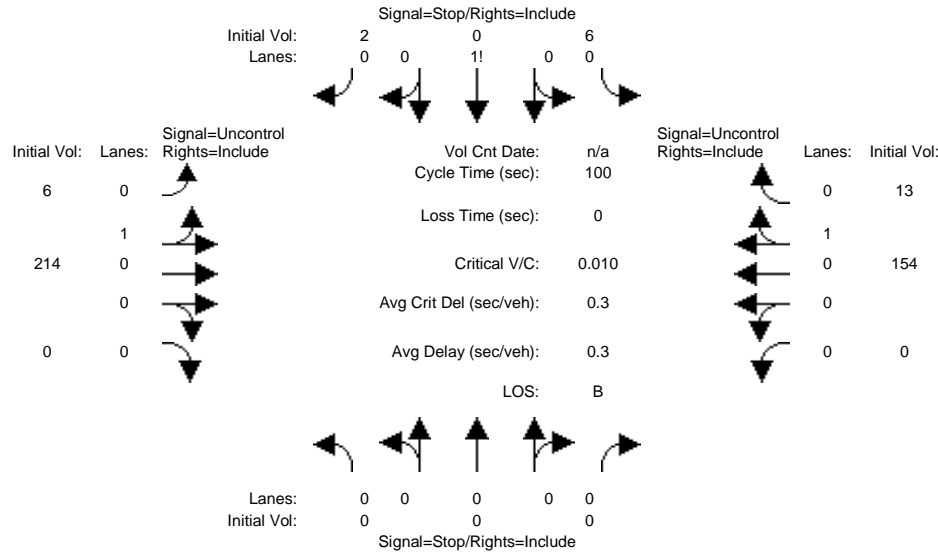 Signal=Stop/Rights=Include
Initial Vol: 2 0 6
Lanes: 0 0 1! 0 0
Signal=Uncontrol
Initial Vol: Lanes: Rights=Include
Vol Cnt Date: n/a
Signal=Uncontrol
Rights=Include Lanes: Initial Vol:
Cycle Time (sec): 100
6 0
0 13
Loss Time (sec): 0
1
1
214 0
Critical V/C: 0.010
0 154
0
Avg Crit Del (sec/veh): 0.3
0
0 0
Avg Delay (sec/veh): 0.3
0 0
LOS: B
Lanes: 0 0 0 0 0
Initial Vol: 0 0 0
Signal=Stop/Rights=Include